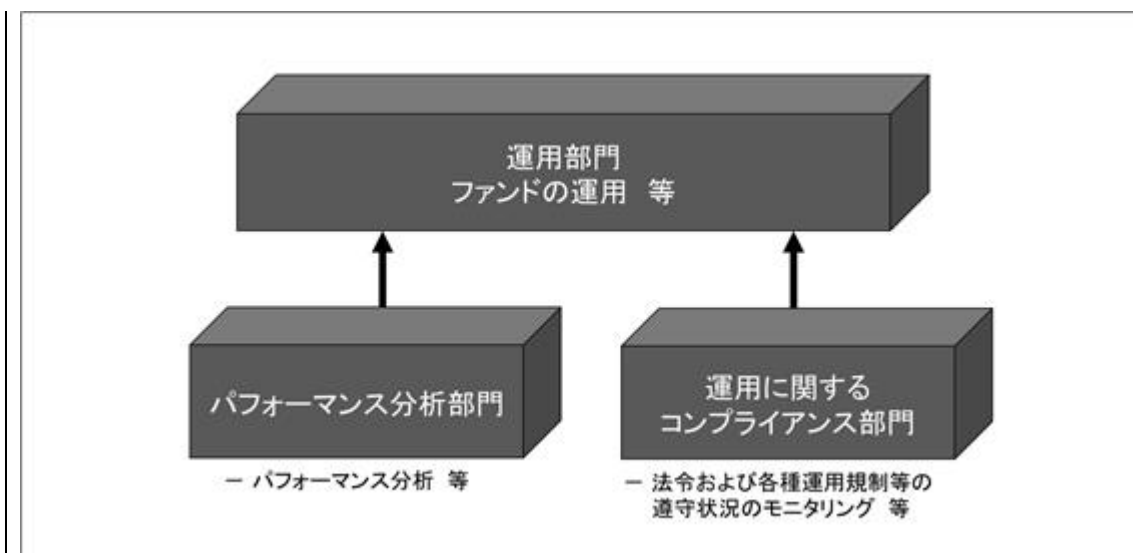 運用部門
ファンドの運用 等
パフォーマンス分析部門
－ パフォーマンス分析 等
運用に関する
コンプライアンス部門
－ 法令および各種運用規制等の
遵守状況のモニタリング 等